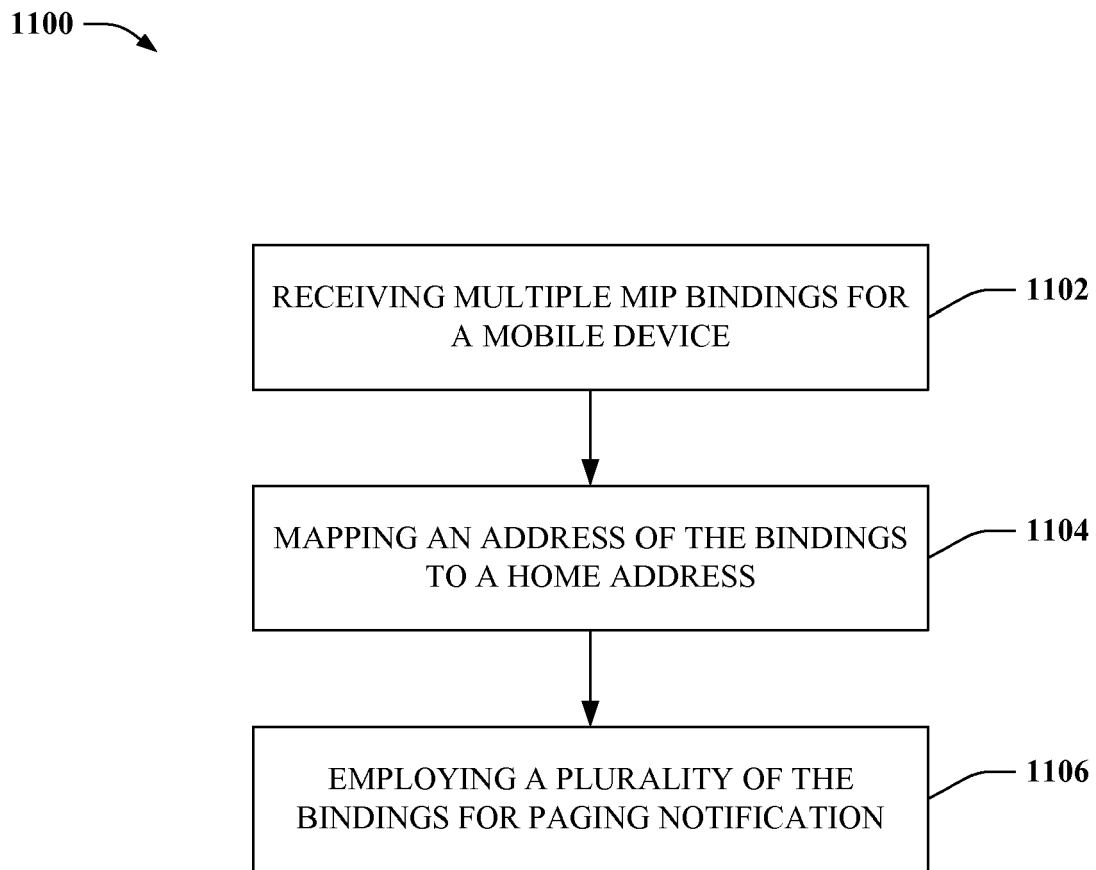 1100
RECEIVING MULTIPLE MIP BINDINGS FOR
A MOBILE DEVICE
1102
MAPPING AN ADDRESS OF THE BINDINGS
TO A HOME ADDRESS
1104
EMPLOYING A PLURALITY OF THE
BINDINGS FOR PAGING NOTIFICATION
1106